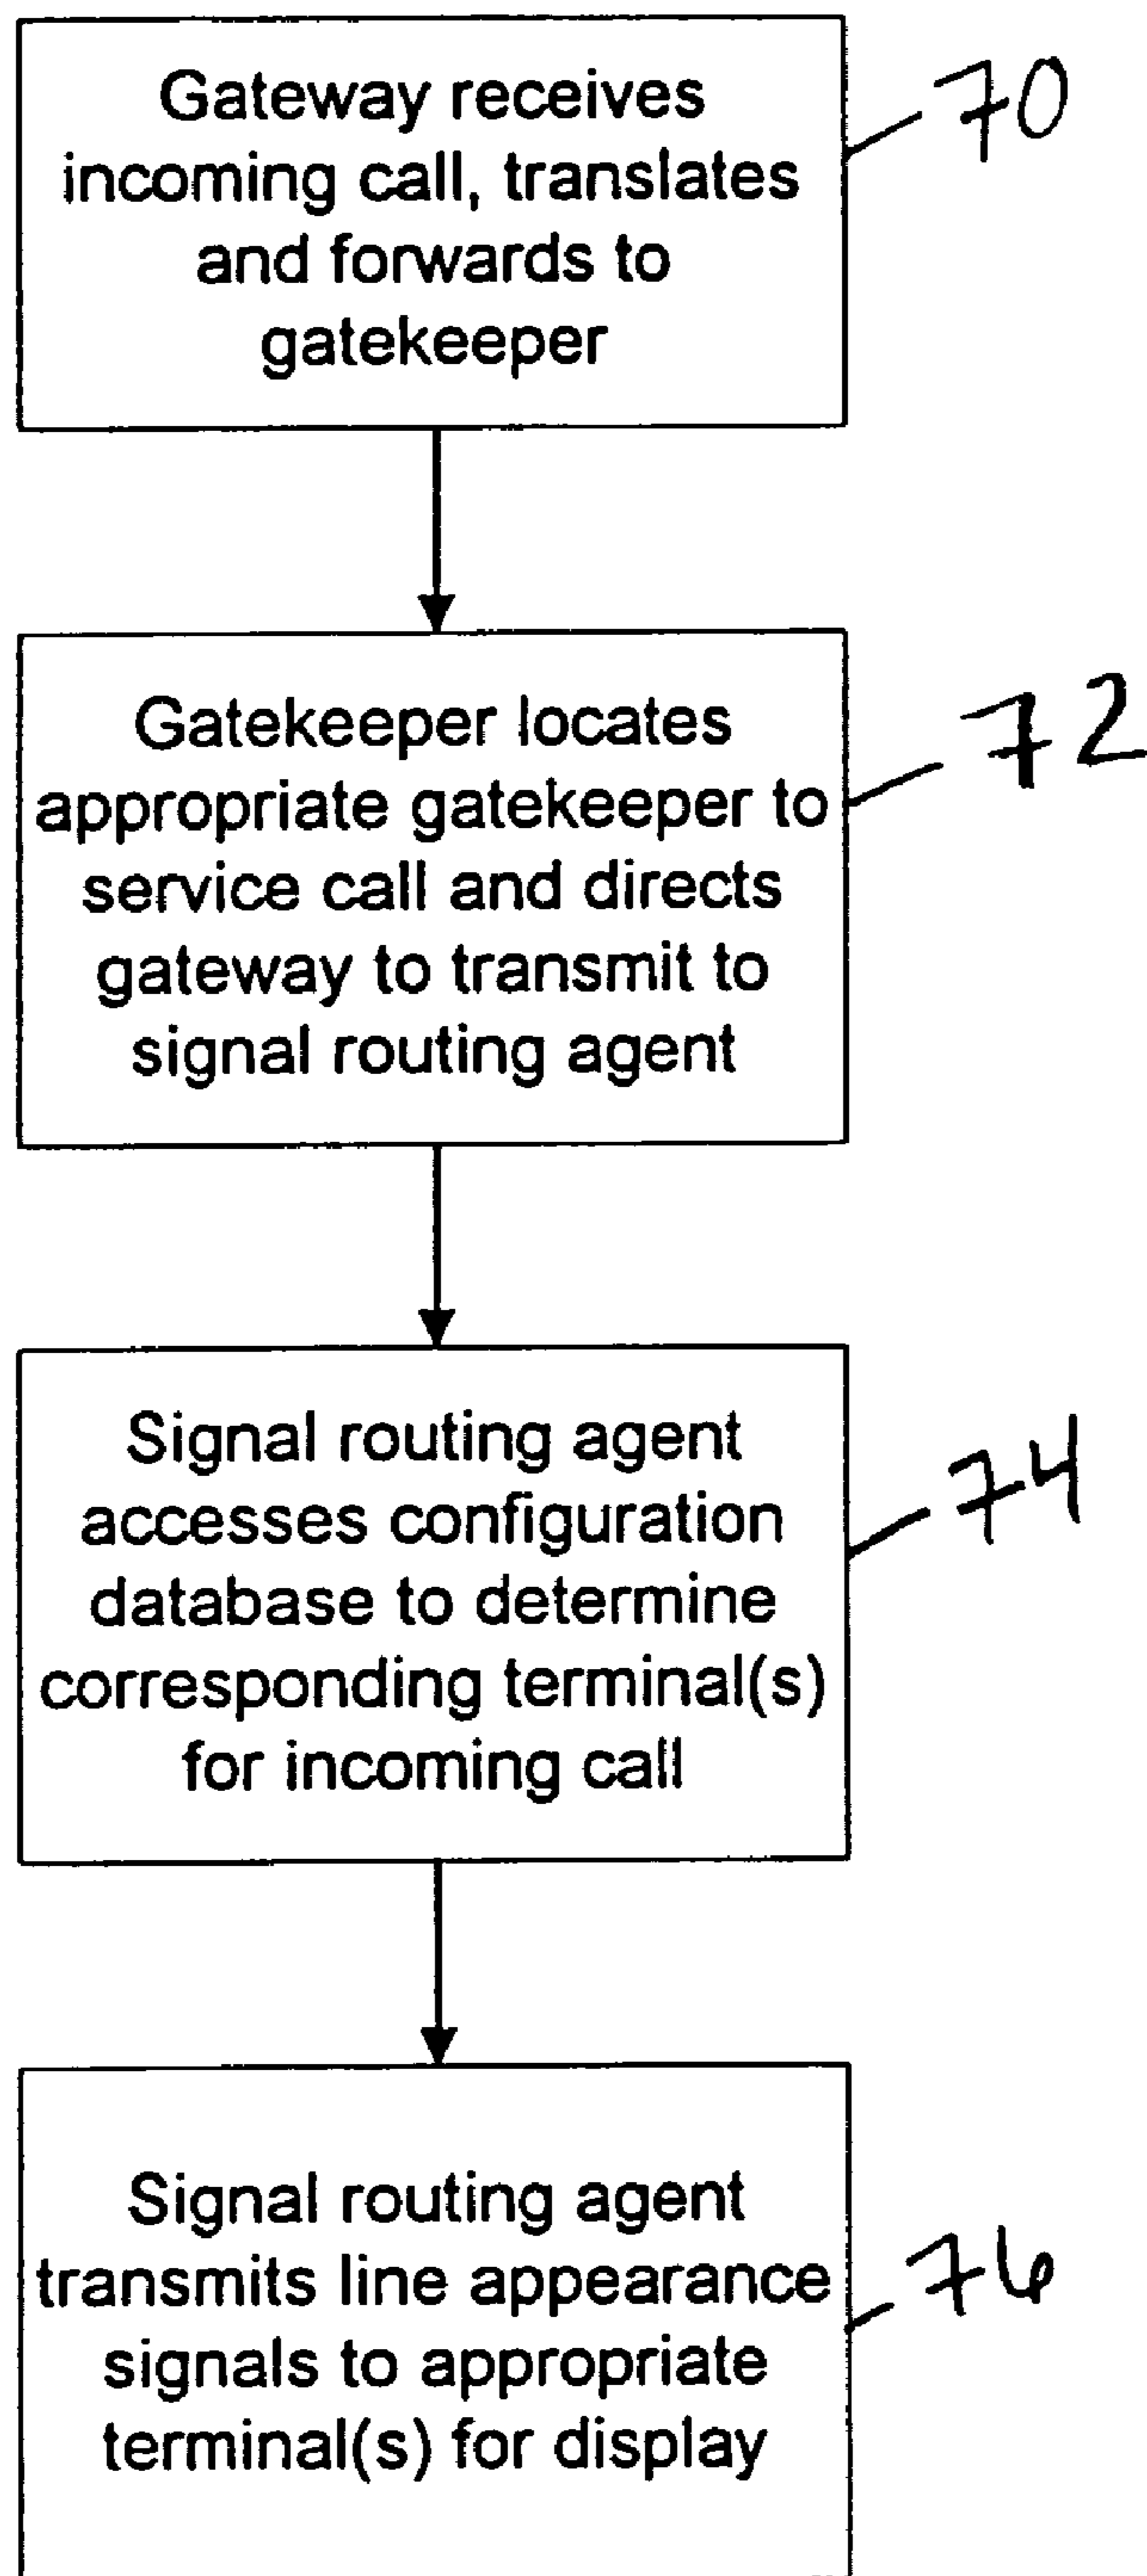 Gateway receives
70
incoming call, translates
and forwards to
gatekeeper
Gatekeeper locates
72
appropriate gatekeeper to
service call and directs
gateway to transmit to
signal routing agent
Signal routing agent
74
accesses configuration
database to determine
corresponding terminal(s)
for incoming call
Signal routing agent
76
transmits line appearance
signals to appropriate
terminal(s) for display